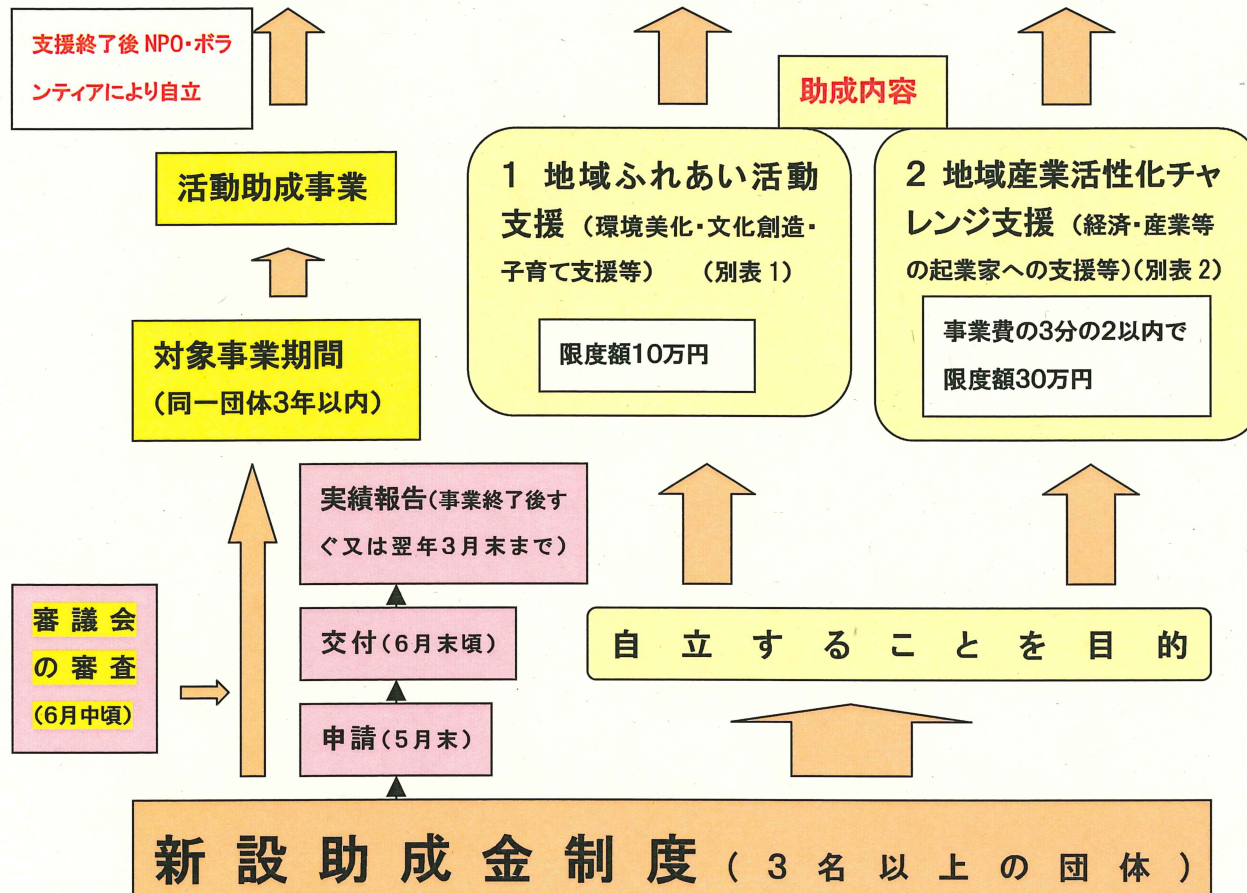 支援終了後 NPO・ボラ
ンティアにより自立
助成内容
活動助成事業
1 地域ふれあい活動
支援（環境美化・文化創造・
子育て支援等） （別表1）
限度額10万円
2 地域産業活性化チャ
レンジ支援（経済・産業等
の起業家への支援等）（別表2）
事業費の3分の2以内で
限度額30万円
対象事業期間
（同一団体3年以内）
実績報告（事業終了後す
ぐ又は翌年3月末まで）
審議会
の審査
（6月中頃）
交付（6月末頃）
自立することを目的
申請（5月末）
新設助成金制度（3名以上の団体）